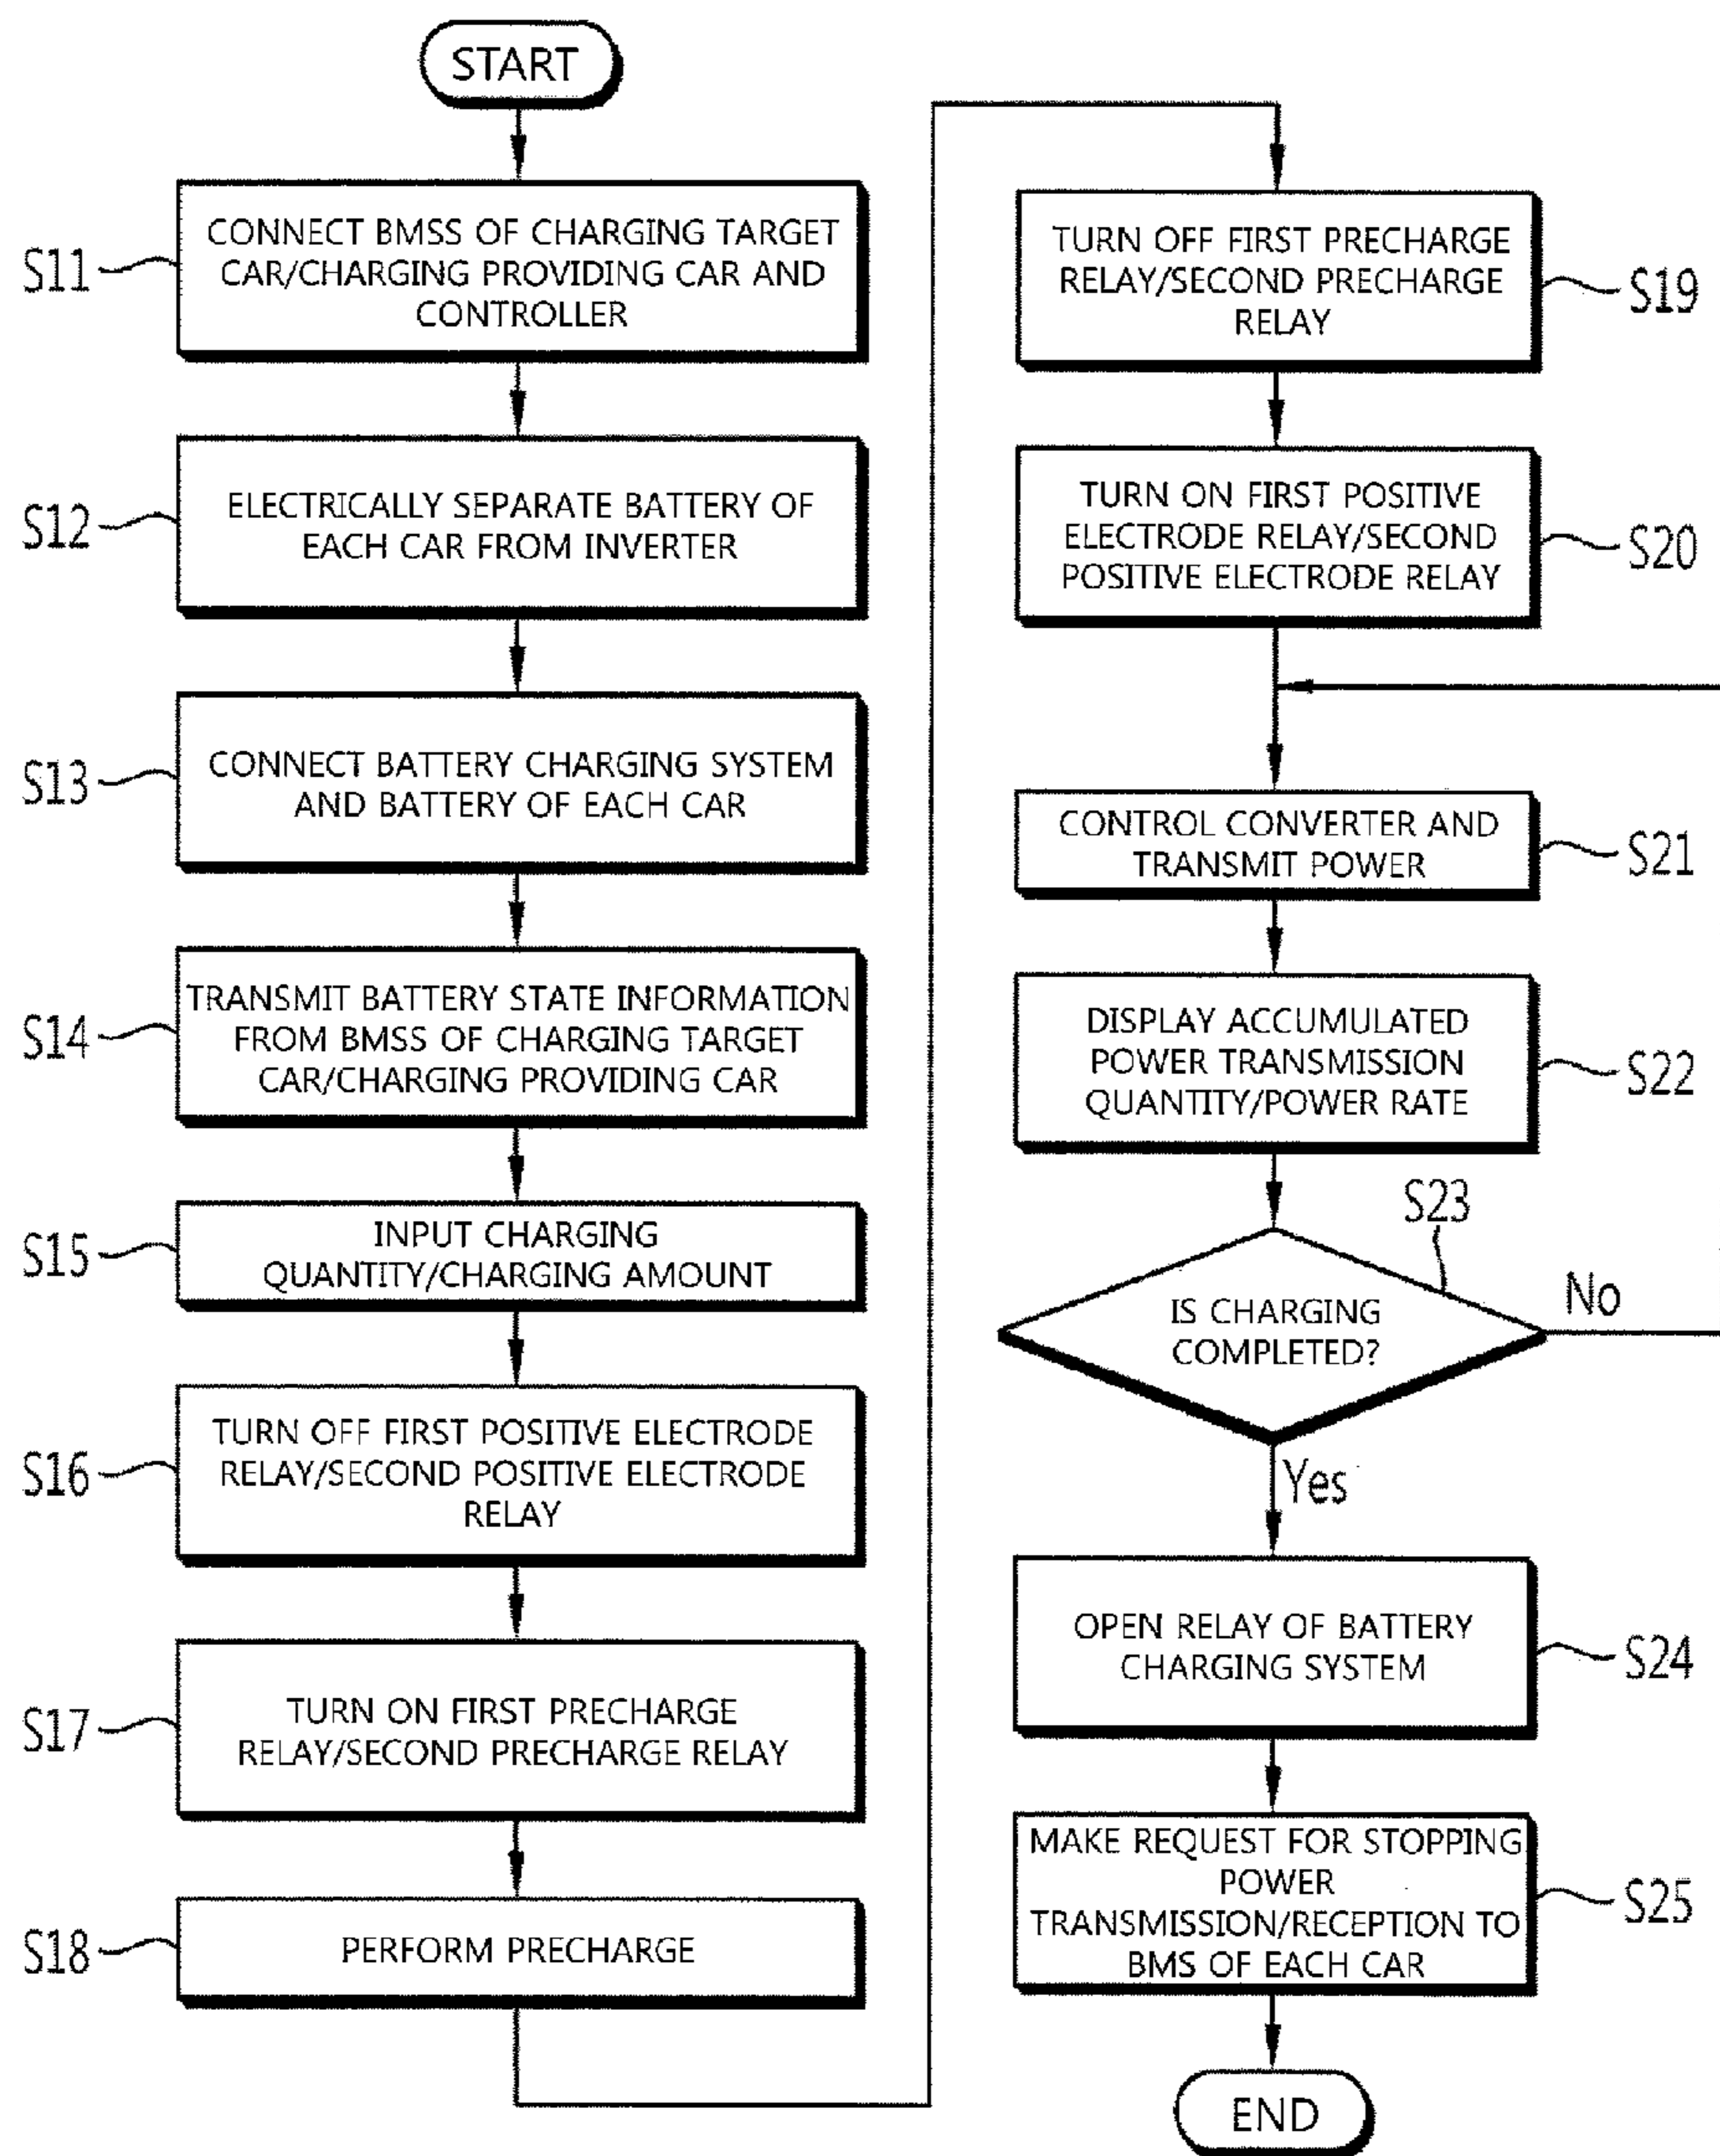 START
S11
CONNECT BMSS OF CHARGING TARGET
CAR/CHARGING PROVIDING CAR AND
CONTROLLER
S12
ELECTRICALLY SEPARATE BATTERY OF
EACH CAR FROM INVERTER
S13
CONNECT BATTERY CHARGING SYSTEM
AND BATTERY OF EACH CAR
S14
TRANSMIT BATTERY STATE INFORMATION
FROM BMSS OF CHARGING TARGET
CAR/CHARGING PROVIDING CAR
S15
INPUT CHARGING
QUANTITY/CHARGING AMOUNT
S16
TURN OFF FIRST POSITIVE ELECTRODE
RELAY/SECOND POSITIVE ELECTRODE
RELAY
S17
TURN ON FIRST PRECHARGE
RELAY/SECOND PRECHARGE RELAY
S18
PERFORM PRECHARGE
TURN OFF FIRST PRECHARGE
RELAY/SECOND PRECHARGE
RELAY
S19
TURN ON FIRST POSITIVE
ELECTRODE RELAY/SECOND
POSITIVE ELECTRODE RELAY
S20
CONTROL CONVERTER AND
TRANSMIT POWER
S21
DISPLAY ACCUMULATED
POWER TRANSMISSION
QUANTITY/POWER RATE
S22
S23
IS CHARGING
COMPLETED?
No
Yes
OPEN RELAY OF BATTERY
CHARGING SYSTEM
S24
MAKE REQUEST FOR STOPPING
POWER
TRANSMISSION/RECEPTION TO
BMS OF EACH CAR
S25
END